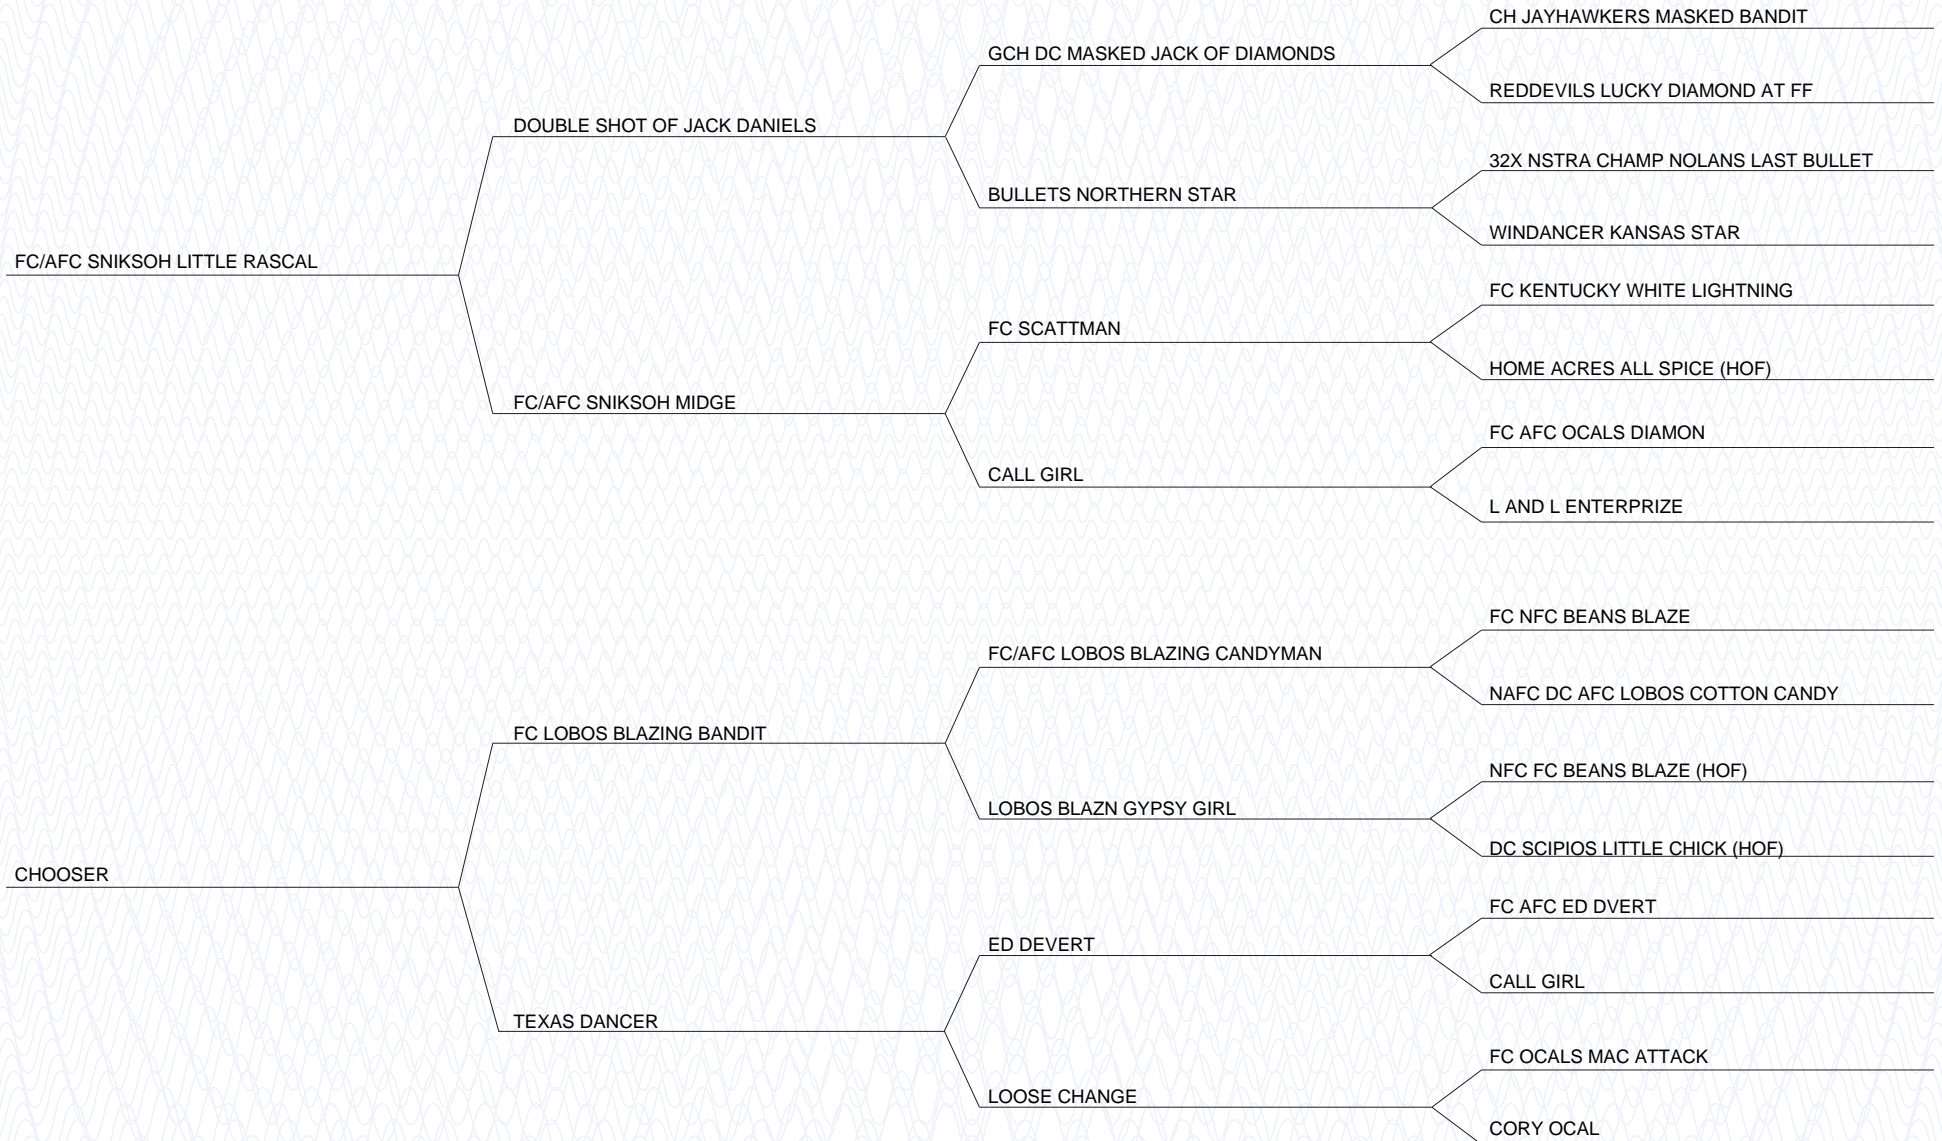 CH JAYHAWKERS MASKED BANDIT
GCH DC MASKED JACK OF DIAMONDS
REDDEVILS LUCKY DIAMOND AT FF
DOUBLE SHOT OF JACK DANIELS
32X NSTRA CHAMP NOLANS LAST BULLET
BULLETS NORTHERN STAR
WINDANCER KANSAS STAR
FC/AFC SNIKSOH LITTLE RASCAL
FC KENTUCKY WHITE LIGHTNING
FC SCATTMAN
HOME ACRES ALL SPICE (HOF)
FC/AFC SNIKSOH MIDGE
FC AFC OCALS DIAMON
CALL GIRL
L AND L ENTERPRIZE
FC NFC BEANS BLAZE
FC/AFC LOBOS BLAZING CANDYMAN
NAFC DC AFC LOBOS COTTON CANDY
FC LOBOS BLAZING BANDIT
NFC FC BEANS BLAZE (HOF)
LOBOS BLAZN GYPSY GIRL
DC SCIPIOS LITTLE CHICK (HOF)
CHOOSER
FC AFC ED DVERT
ED DEVERT
CALL GIRL
TEXAS DANCER
FC OCALS MAC ATTACK
LOOSE CHANGE
CORY OCAL